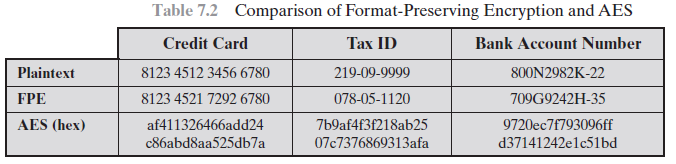 Table 7.2 Comparison of Format-Preserving Encryption and AES
Credit Card Tax ID Bank Account Number
Plaintext 8123 4512 3456 6780 219-09-9999 800N2982K-22
FPE 8123 4521 7292 6780 078-05-1120 709G9242H-35
AES (hex) af411326466add24 7b9af4f3f218ab25 9720ec7f793096ff
c86abd8aa525db7a 07c7376869313afa d37141242e1c51bd